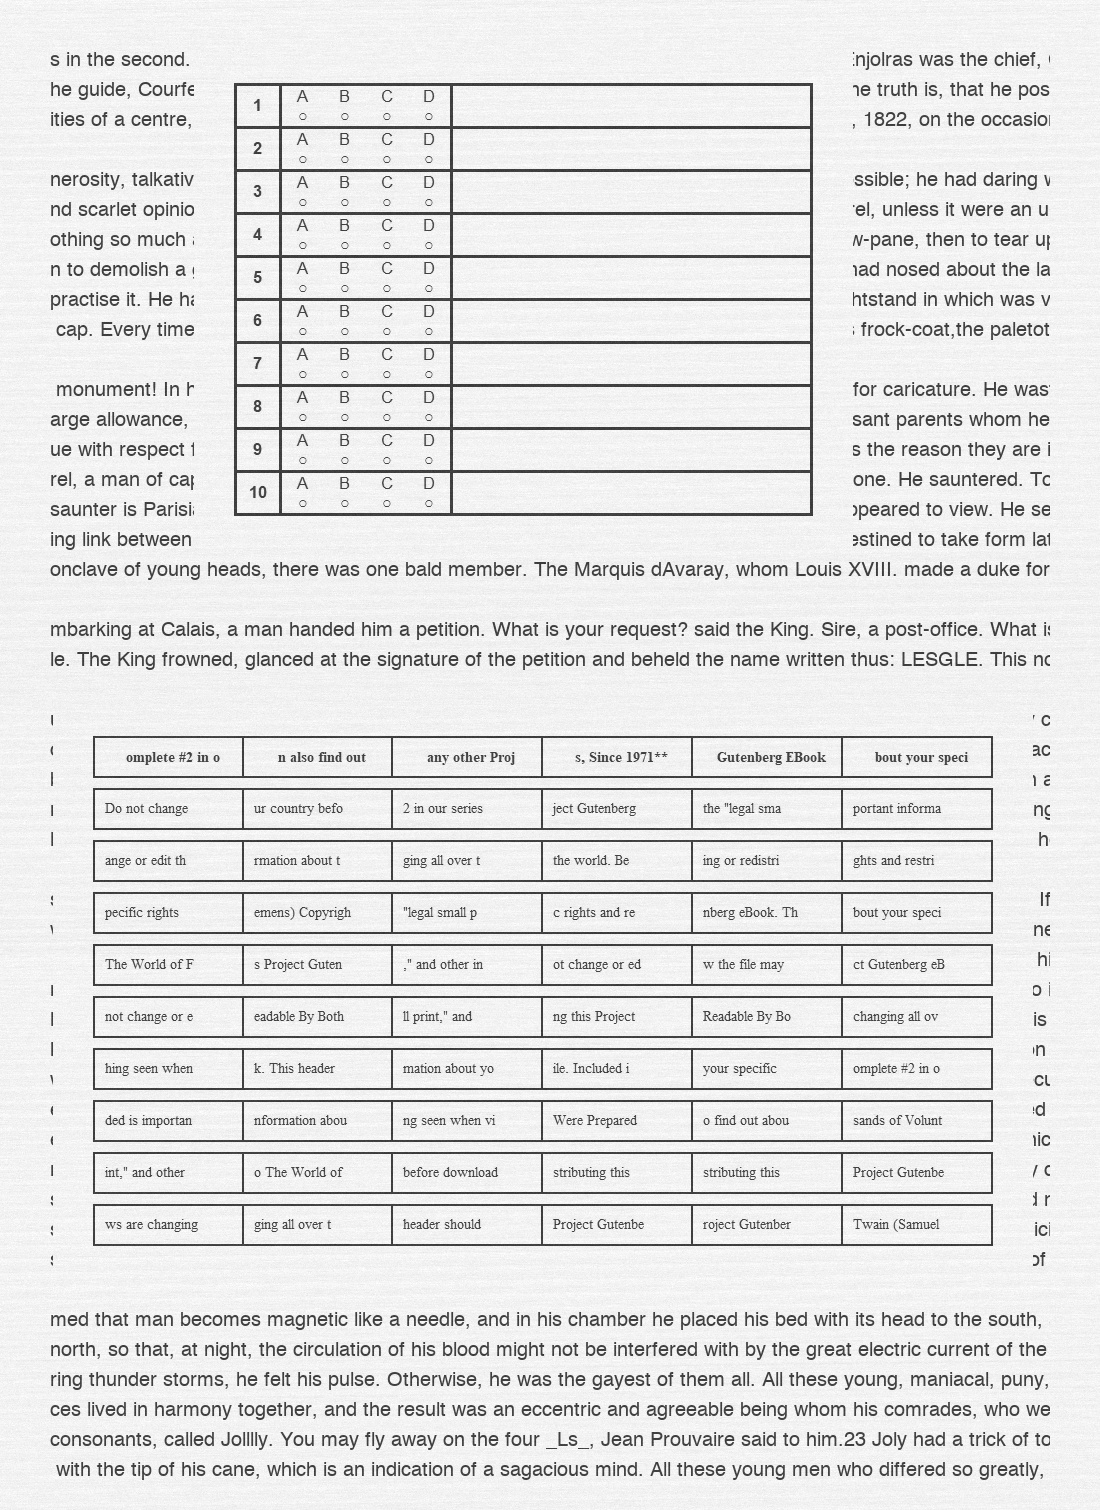 s in the second.
njolras was the chief,
he guide, Courfe
he truth is, that he pos
ities of a centre,
, 1822, on the occasion
nerosity, talkativ
ssible; he had daring
nd scarlet opinio
el, unless it were an u
othing so much
w-pane, then to tear up
n to demolish a
had nosed about the la
practise it. He ha
htstand in which was v
cap. Every time
frock-coat,the paletot
monument! In h
for caricature. He was
arge allowance,
sant parents whom he
ue with respect f
s the reason they are i
rel, a man of cap
one. He sauntered. To
saunter is Parisi
ppeared to view. He se
ing link between
estined to take form lat
1 A B C D
2 A B C D
3 A B C D
4 A B C D
5 A B C D
6 A B C D
7 A B C D
8 A B C D
9 A B C D
10 A B C D
onclave of young heads, there was one bald member. The Marquis dAvaray, whom Louis XVIII. made a duke for
mbarking at Calais, a man handed him a petition. What is your request? said the King. Sire, a post-office. What is
le. The King frowned, glanced at the signature of the petition and beheld the name written thus: LESGLE. This no
omplete #2 in o n also find out any other Proj s, Since 1971** Gutenberg EBook bout your speci
Do not change ur country befo 2 in our series ject Gutenberg the "legal sma portant informa
ange or edit th rmation about t ging all over t the world. Be ing or redistri ghts and restri
pecific rights emens) Copyrigh "legal small p c rights and re nberg eBook. Th bout your speci
The World of F s Project Guten ," and other in ot change or ed w the file may ct Gutenberg eB
not change or e eadable By Both ll print," and ng this Project Readable By Bo changing all ov
hing seen when k. This header mation about yo ile. Included i your specific omplete #2 in o
ded is importan nformation abou ng seen when vi Were Prepared o find out abou sands of Volunt
int," and other o The World of before download stributing this stributing this Project Gutenbe
ws are changing ging all over t header should Project Gutenbe roject Gutenber Twain (Samuel
med that man becomes magnetic like a needle, and in his chamber he placed his bed with its head to the south,
north, so that, at night, the circulation of his blood might not be interfered with by the great electric current of the
ring thunder storms, he felt his pulse. Otherwise, he was the gayest of them all. All these young, maniacal, puny,
ces lived in harmony together, and the result was an eccentric and agreeable being whom his comrades, who we
consonants, called Jolllly. You may fly away on the four _Ls_, Jean Prouvaire said to him.23 Joly had a trick of to
with the tip of his cane, which is an indication of a sagacious mind. All these young men who differed so greatly,